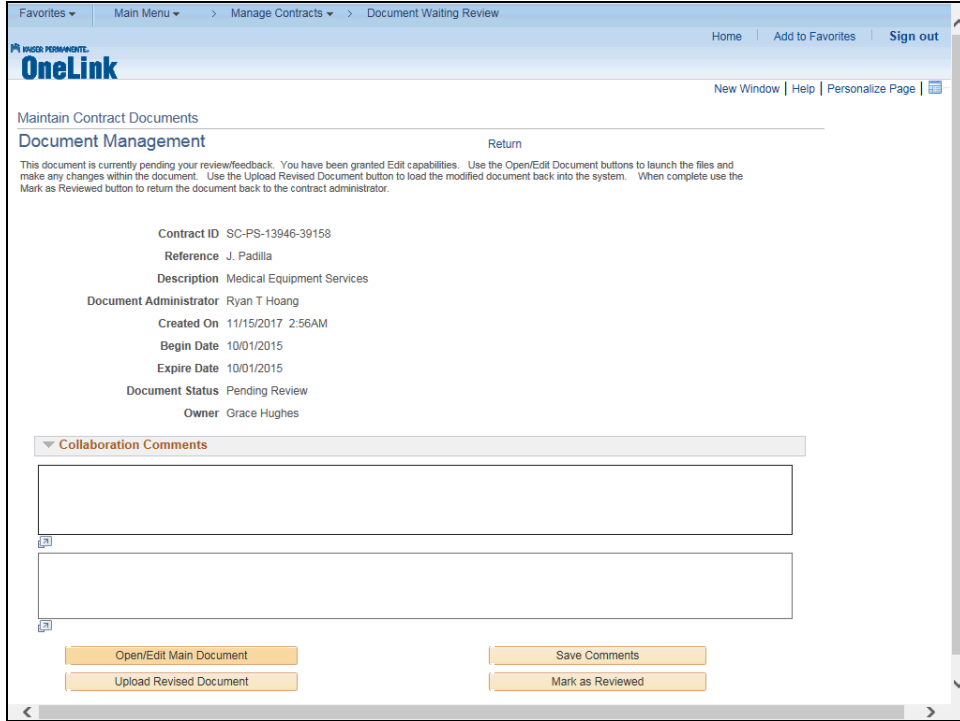 Favorites Main Menu > Manage Contracts > Document Waiting Review
Home Add to Favorites Sign out
KAISER PERMANENTE.
OneLink
New Window | Help | Personalize Page |
Maintain Contract Documents
Document Management Return
This document is currently pending your review/feedback. You have been granted Edit capabilities. Use the Open/Edit Document buttons to launch the files and
make any changes within the document. Use the Upload Revised Document button to load the modified document back into the system. When complete use the
Mark as Reviewed button to return the document back to the contract administrator.
Contract ID SC-PS-13946-39158
Reference J. Padilla
Description Medical Equipment Services
Document Administrator Ryan T Hoang
Created On 11/15/2017 2:56AM
Begin Date 10/01/2015
Expire Date 10/01/2015
Document Status Pending Review
Owner Grace Hughes
Collaboration Comments
Open/Edit Main Document Save Comments
Upload Revised Document Mark as Reviewed